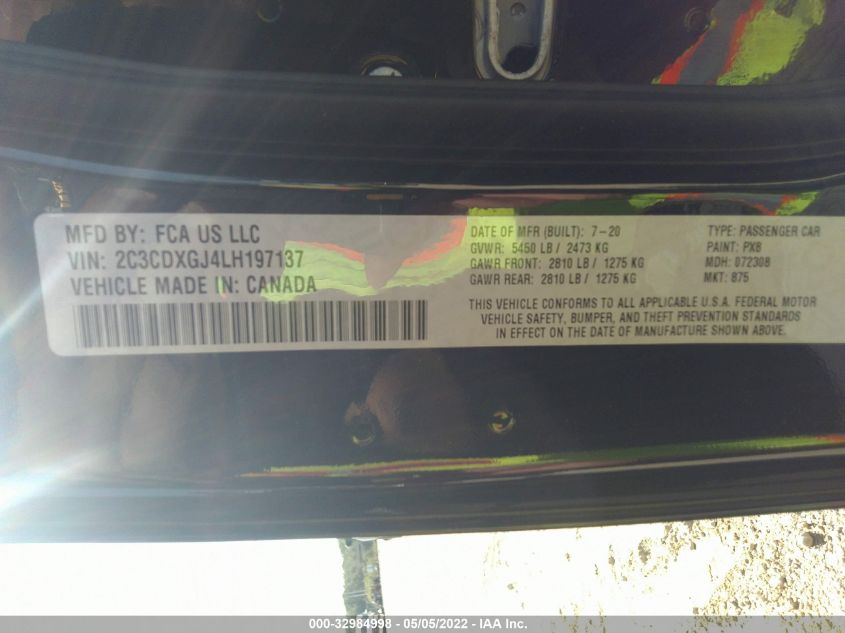 MFD BY: FCA US LLC
VIN: 2C3CDXGJ4LH197137
VEHICLE MADE IN: CANADA
DATE OF MFR (BUILT): 7-20
GVWR: 5450 LB / 2473 KG
GAWR FRONT: 2810 LB / 1275 KG
GAWR REAR: 2810 LB / 1275 KG
TYPE: PASSENGER CAR
PAINT: PX8
MDH: 072308
MKT: 875
THIS VEHICLE CONFORMS TO ALL APPLICABLE U.S.A. FEDERAL MOTOR
VEHICLE SAFETY, BUMPER, AND THEFT PREVENTION STANDARDS
IN EFFECT ON THE DATE OF MANUFACTURE SHOWN ABOVE.
000-32984998 - 05/05/2022 - IAA Inc.